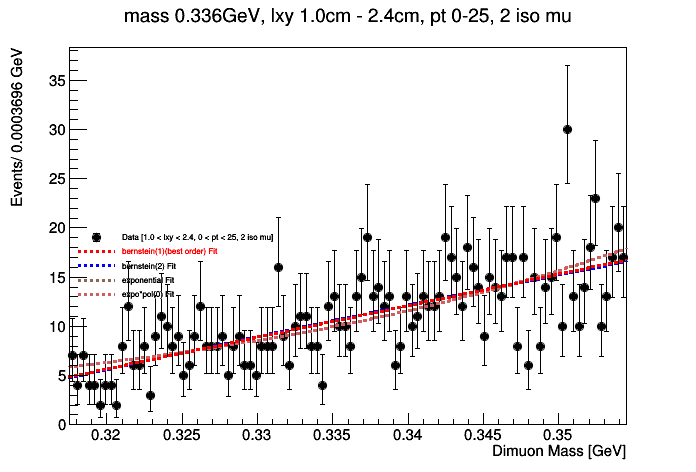 mass 0.336GeV, lxy 1.0cm - 2.4cm, pt 0-25, 2 iso mu
Events/ 0.0003696 GeV
35
30
25
20
15
10
5
0
Data [1.0 < lxy < 2.4, 0 < pt < 25, 2 iso mu]
bernstein(1)(best order) Fit
bernstein(2) Fit
exponential Fit
expo*pol(0) Fit
0.32 0.325 0.33 0.335 0.34 0.345 0.35
Dimuon Mass [GeV]